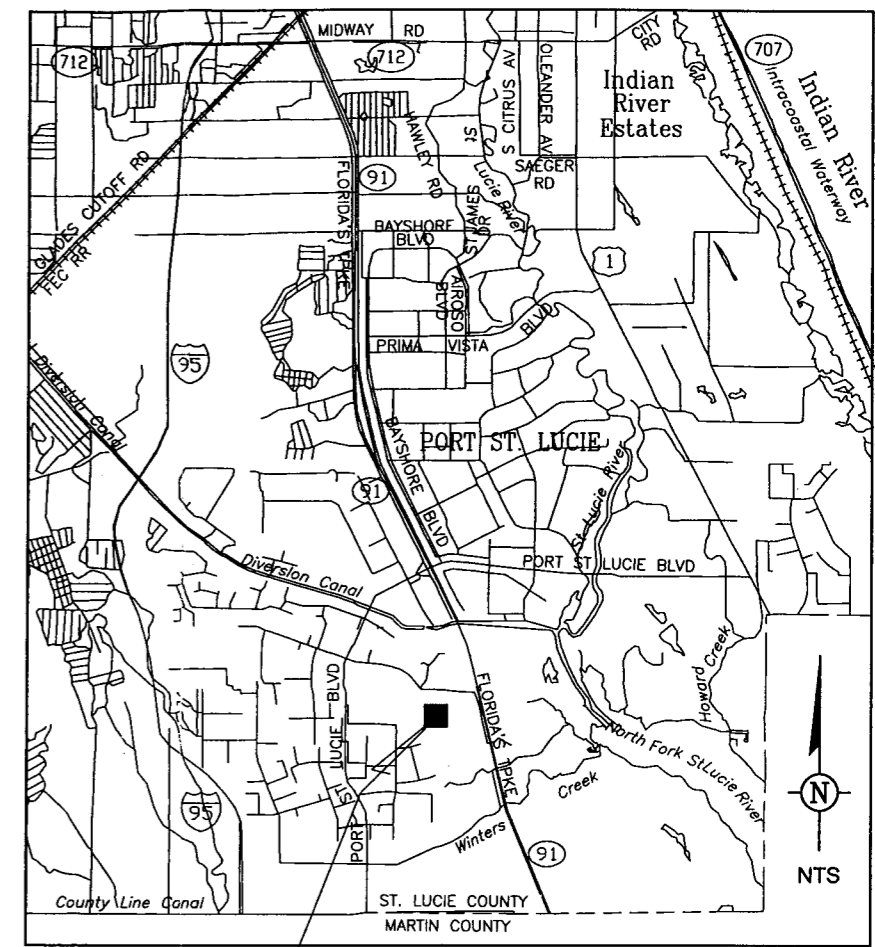 MIDWAY RD
712
712
CITY
RD
707
Indian River
Intracoastal Waterway
S CITRUS AV
OLEANDER AV
Indian
River
Estates
HAWLEY RD
St
Lucie River
SAEGER
RD
GLADES CUTOFF RD
FEC RR
FLORIDA'S TPKE
91
ST JAMES
DR
BAYSHORE
BLVD
1
AIROSO
BLVD
BLVD
PRIMA VISTA
95
Diversion Canal
BAYSHORE BLVD
PORT ST. LUCIE
91
St Lucie River
Diversion Canal
PORT ST LUCIE BLVD
Howard Creek
LUCIE BLVD
FLORIDA'S TPKE
North Fork St Lucie River
95
ST
PORT
Creek
Winters
91
N
NTS
County Line Canal
ST. LUCIE COUNTY
MARTIN COUNTY